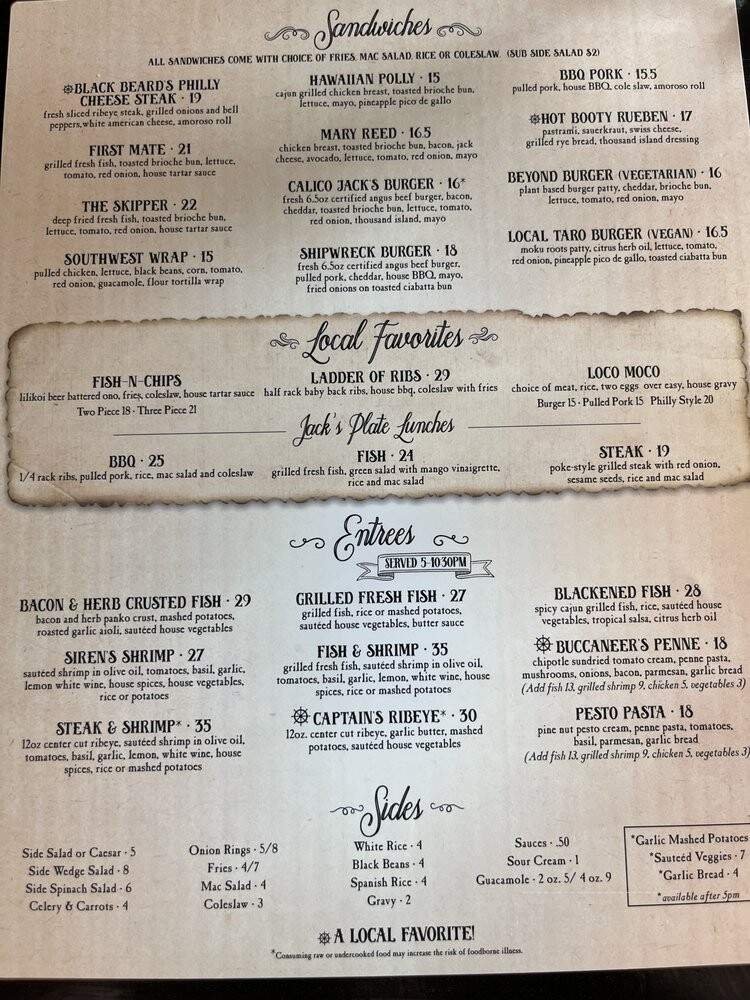 Sandwiches
ALL SANDWICHES COME WITH CHOICE OF FRIES, MAC SALAD, RICE OR COLESLAW. (SUB SIDE SALAD $2)
BLACK BEARD'S PHILLY
CHEESE STEAK · 19
fresh sliced ribeye steak, grilled onions and bell
peppers, white american cheese, amoroso roll
FIRST MATE · 21
grilled fresh fish, toasted brioche bun, lettuce,
tomato, red onion, house tartar sauce
THE SKIPPER · 22
deep fried fresh fish, toasted brioche bun,
lettuce, tomato, red onion, house tartar sauce
SOUTHWEST WRAP · 15
pulled chicken, lettuce, black beans, corn, tomato,
red onion, guacamole, flour tortilla wrap
HAWAIIAN POLLY · 15
cajun grilled chicken breast, toasted brioche bun,
lettuce, mayo, pineapple pico de gallo
MARY REED · 16.5
chicken breast, toasted brioche bun, bacon, jack
cheese, avocado, lettuce, tomato, red onion, mayo
CALICO JACK'S BURGER · 16*
fresh 6.5oz certified angus beef burger, bacon,
cheddar, toasted brioche bun, lettuce, tomato,
red onion, thousand island, mayo
SHIPWRECK BURGER · 18
fresh 6.5oz certified angus beef burger,
pulled pork, cheddar, house BBQ, mayo,
fried onions on toasted ciabatta bun
BBQ PORK · 15.5
pulled pork, house BBQ, cole slaw, amoroso roll
HOT BOOTY RUEBEN · 17
pastrami, sauerkraut, swiss cheese,
grilled rye bread, thousand island dressing
BEYOND BURGER (VEGETARIAN) · 16
plant based burger patty, cheddar, brioche bun,
lettuce, tomato, red onion, mayo
LOCAL TARO BURGER (VEGAN) · 16.5
moku roots patty, citrus herb oil, lettuce, tomato,
red onion, pineapple pico de gallo, toasted ciabatta bun
Local Favorites
FISH-N-CHIPS
lilikoi beer battered ono, fries, coleslaw, house tartar sauce
Two Piece 18 · Three Piece 21
LADDER OF RIBS · 29
half rack baby back ribs, house bbq, coleslaw with fries
LOCO MOCO
choice of meat, rice, two eggs over easy, house gravy
Burger 15 · Pulled Pork 15 Philly Style 20
Jack's Plate Lunches
BBQ · 25
1/4 rack ribs, pulled pork, rice, mac salad and coleslaw
FISH · 24
grilled fresh fish, green salad with mango vinaigrette,
rice and mac salad
STEAK · 19
poke-style grilled steak with red onion,
sesame seeds, rice and mac salad
Entrees
SERVED 5-10:30PM
BACON & HERB CRUSTED FISH · 29
bacon and herb panko crust, mashed potatoes,
roasted garlic aioli, sautéed house vegetables
SIREN'S SHRIMP · 27
sautéed shrimp in olive oil, tomatoes, basil, garlic,
lemon white wine, house spices, house vegetables,
rice or potatoes
STEAK & SHRIMP* · 35
12oz center cut ribeye, sautéed shrimp in olive oil,
tomatoes, basil, garlic, lemon, white wine, house
spices, rice or mashed potatoes
GRILLED FRESH FISH · 27
grilled fish, rice or mashed potatoes,
sautéed house vegetables, butter sauce
FISH & SHRIMP · 35
grilled fresh fish, sautéed shrimp in olive oil,
tomatoes, basil, garlic, lemon, white wine, house
spices, rice or mashed potatoes
CAPTAIN'S RIBEYE* · 30
12oz. center cut ribeye, garlic butter, mashed
potatoes, sautéed house vegetables
BLACKENED FISH · 28
spicy cajun grilled fish, rice, sautéed house
vegetables, tropical salsa, citrus herb oil
BUCCANEER'S PENNE · 18
chipotle sundried tomato cream, penne pasta,
mushrooms, onions, bacon, parmesan, garlic bread
(Add fish 13, grilled shrimp 9, chicken 5, vegetables 3)
PESTO PASTA · 18
pine nut pesto cream, penne pasta, tomatoes,
basil, parmesan, garlic bread
(Add fish 13, grilled shrimp 9, chicken 5, vegetables 3)
Sides
Side Salad or Caesar · 5
Side Wedge Salad · 8
Side Spinach Salad · 6
Celery & Carrots · 4
Onion Rings · 5/8
Fries · 4/7
Mac Salad · 4
Coleslaw · 3
White Rice · 4
Black Beans · 4
Spanish Rice · 4
Gravy · 2
Sauces · .50
Sour Cream · 1
Guacamole · 2 oz. 5/ 4 oz. 9
*Garlic Mashed Potatoes
*Sauteéd Veggies · 7
*Garlic Bread · 4
*available after 5pm
A LOCAL FAVORITE!
*Consuming raw or undercooked food may increase the risk of foodborne illness.